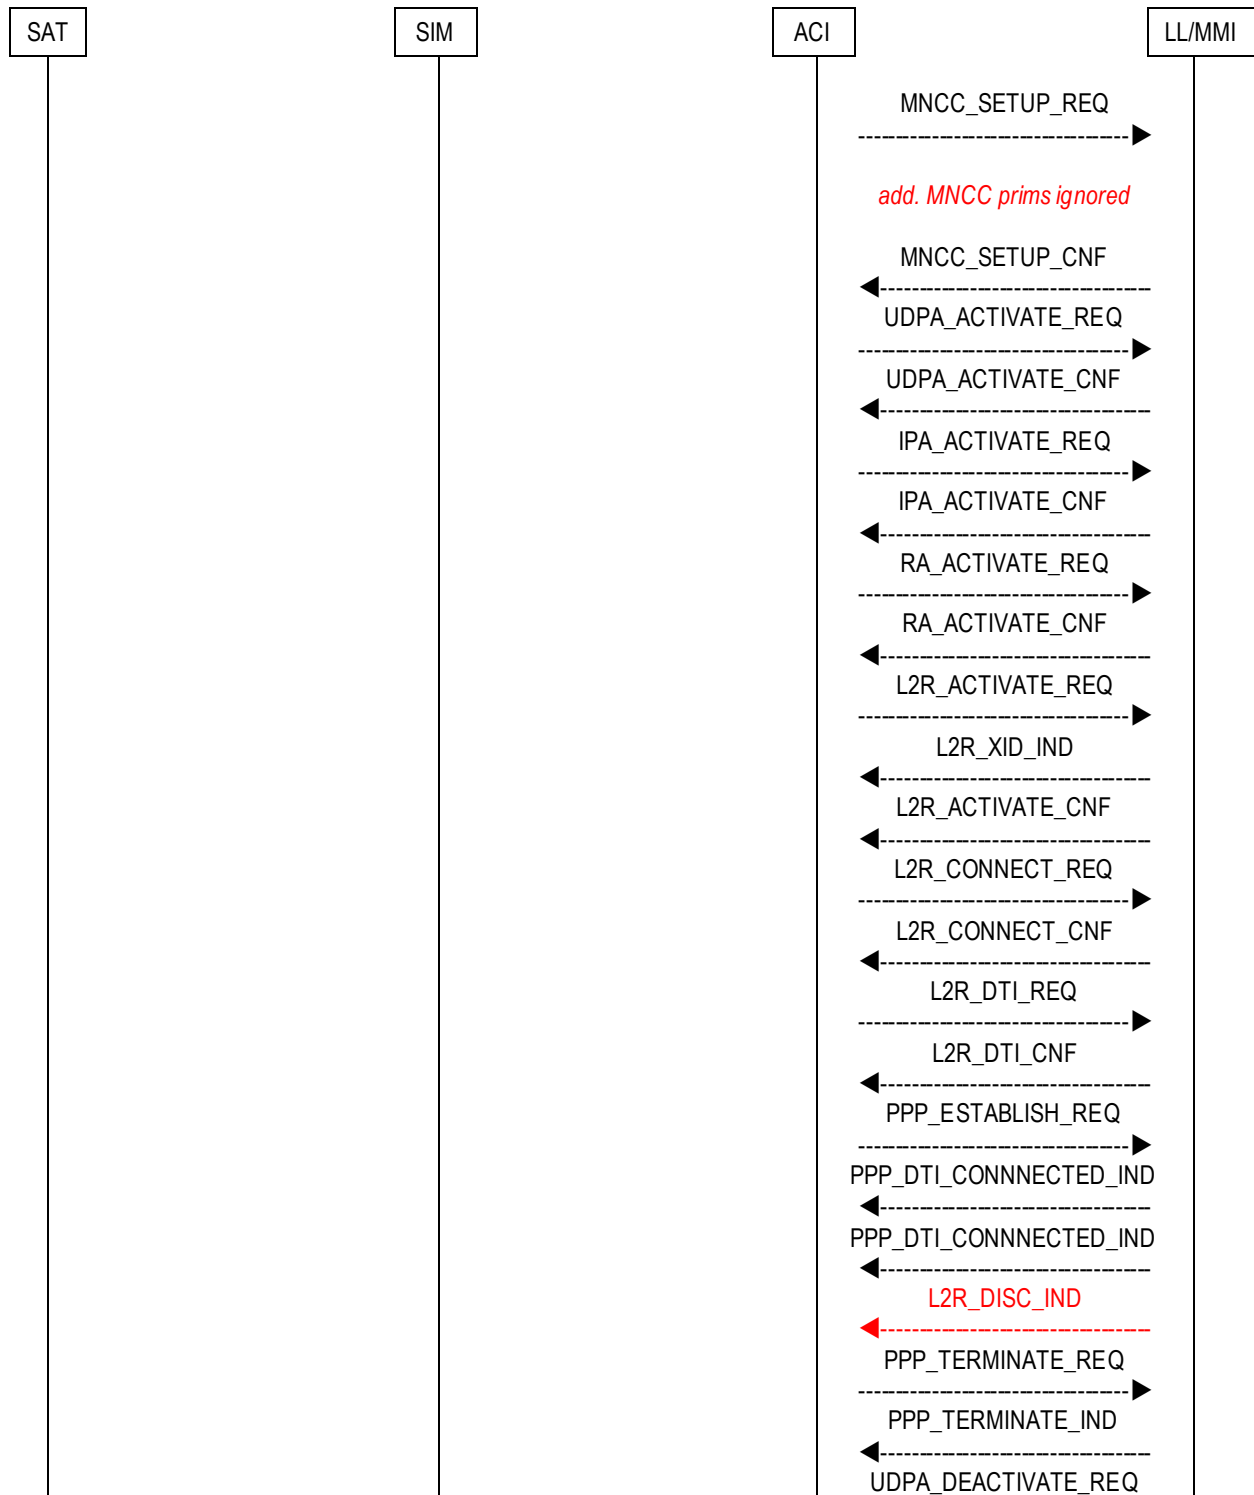 SAT
SIM
ACI
LL/MMI
MNCC_SETUP_REQ
add. MNCC prims ignored
MNCC_SETUP_CNF
UDPA_ACTIVATE_REQ
UDPA_ACTIVATE_CNF
IPA_ACTIVATE_REQ
IPA_ACTIVATE_CNF
RA_ACTIVATE_REQ
RA_ACTIVATE_CNF
L2R_ACTIVATE_REQ
L2R_XID_IND
L2R_ACTIVATE_CNF
L2R_CONNECT_REQ
L2R_CONNECT_CNF
L2R_DTI_REQ
L2R_DTI_CNF
PPP_ESTABLISH_REQ
PPP_DTI_CONNNECTED_IND
PPP_DTI_CONNNECTED_IND
L2R_DISC_IND
PPP_TERMINATE_REQ
PPP_TERMINATE_IND
UDPA_DEACTIVATE_REQ